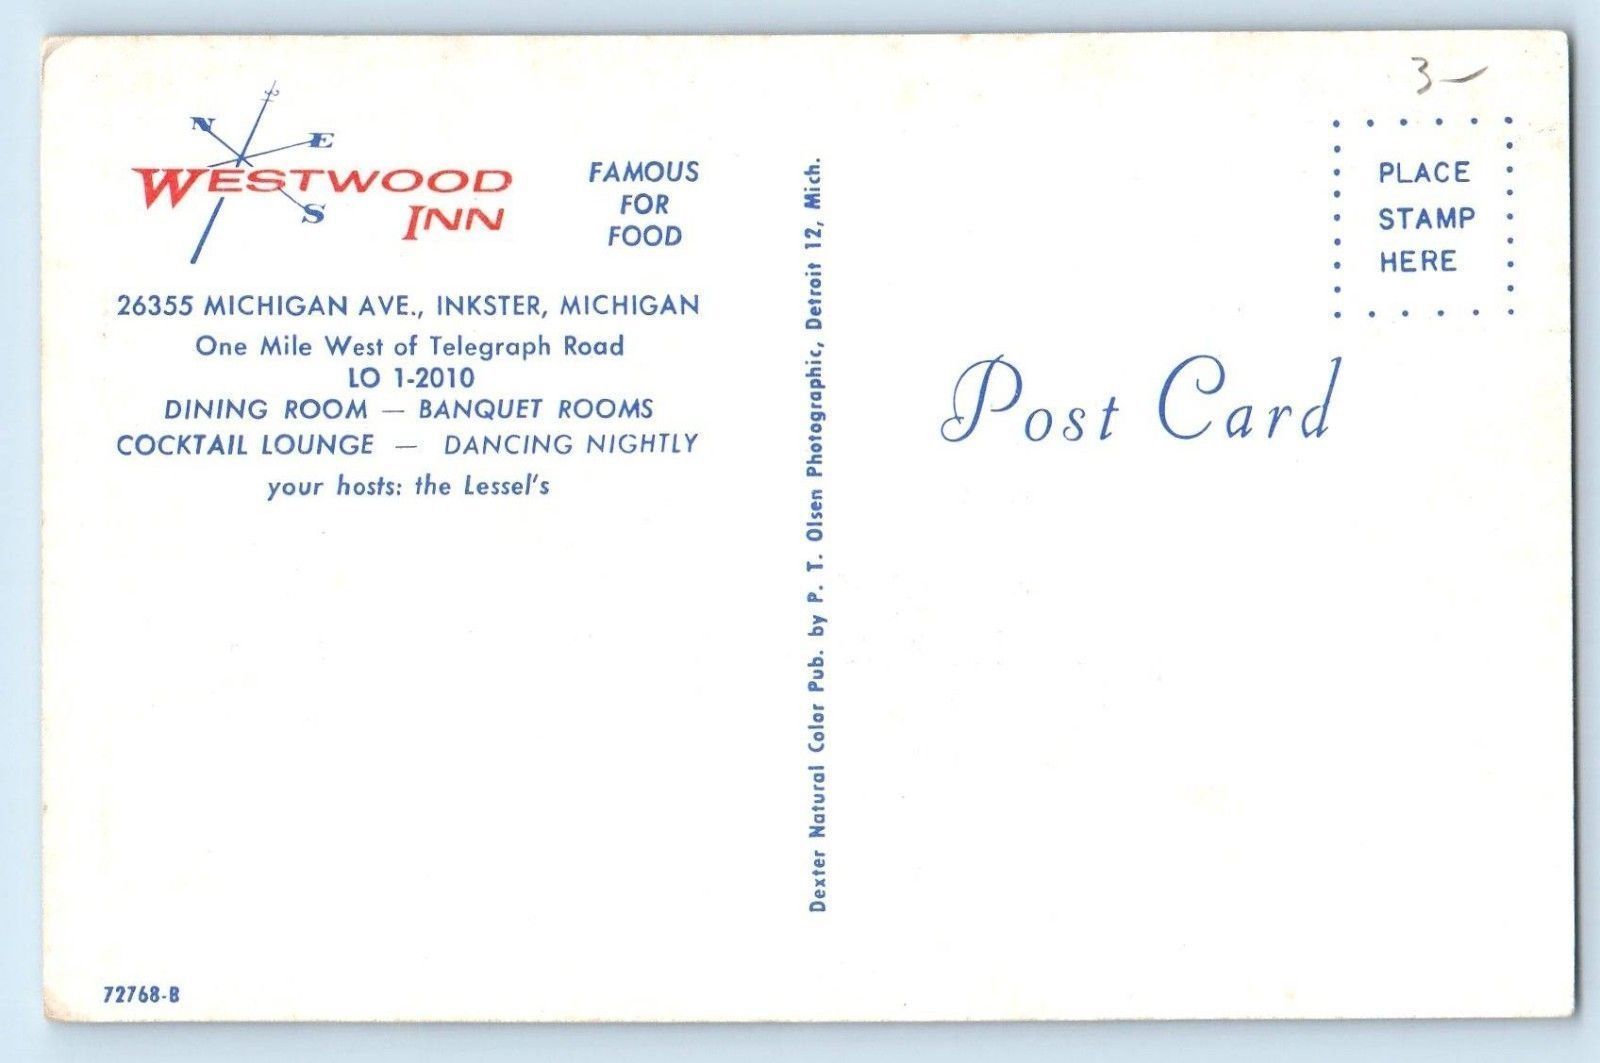 N
E
WESTWOOD
S
INN
FAMOUS
FOR
FOOD
26355 MICHIGAN AVE., INKSTER, MICHIGAN
One Mile West of Telegraph Road
LO 1-2010
DINING ROOM — BANQUET ROOMS
COCKTAIL LOUNGE — DANCING NIGHTLY
your hosts: the Lessel's
72768-B
Dexter Natural Color Pub. by P. T. Olsen Photographic, Detroit 12, Mich.
3-
PLACE
STAMP
HERE
Post Card